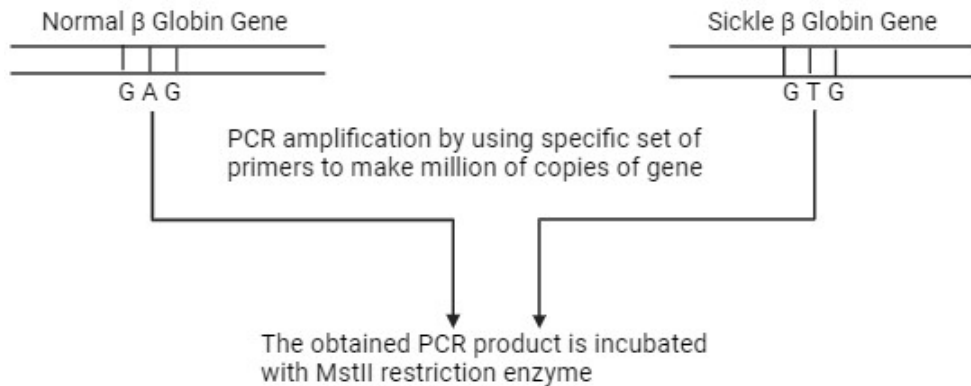 Normal β Globin Gene
Sickle β Globin Gene
G A G
G T G
PCR amplification by using specific set of
primers to make million of copies of gene
The obtained PCR product is incubated
with MstII restriction enzyme